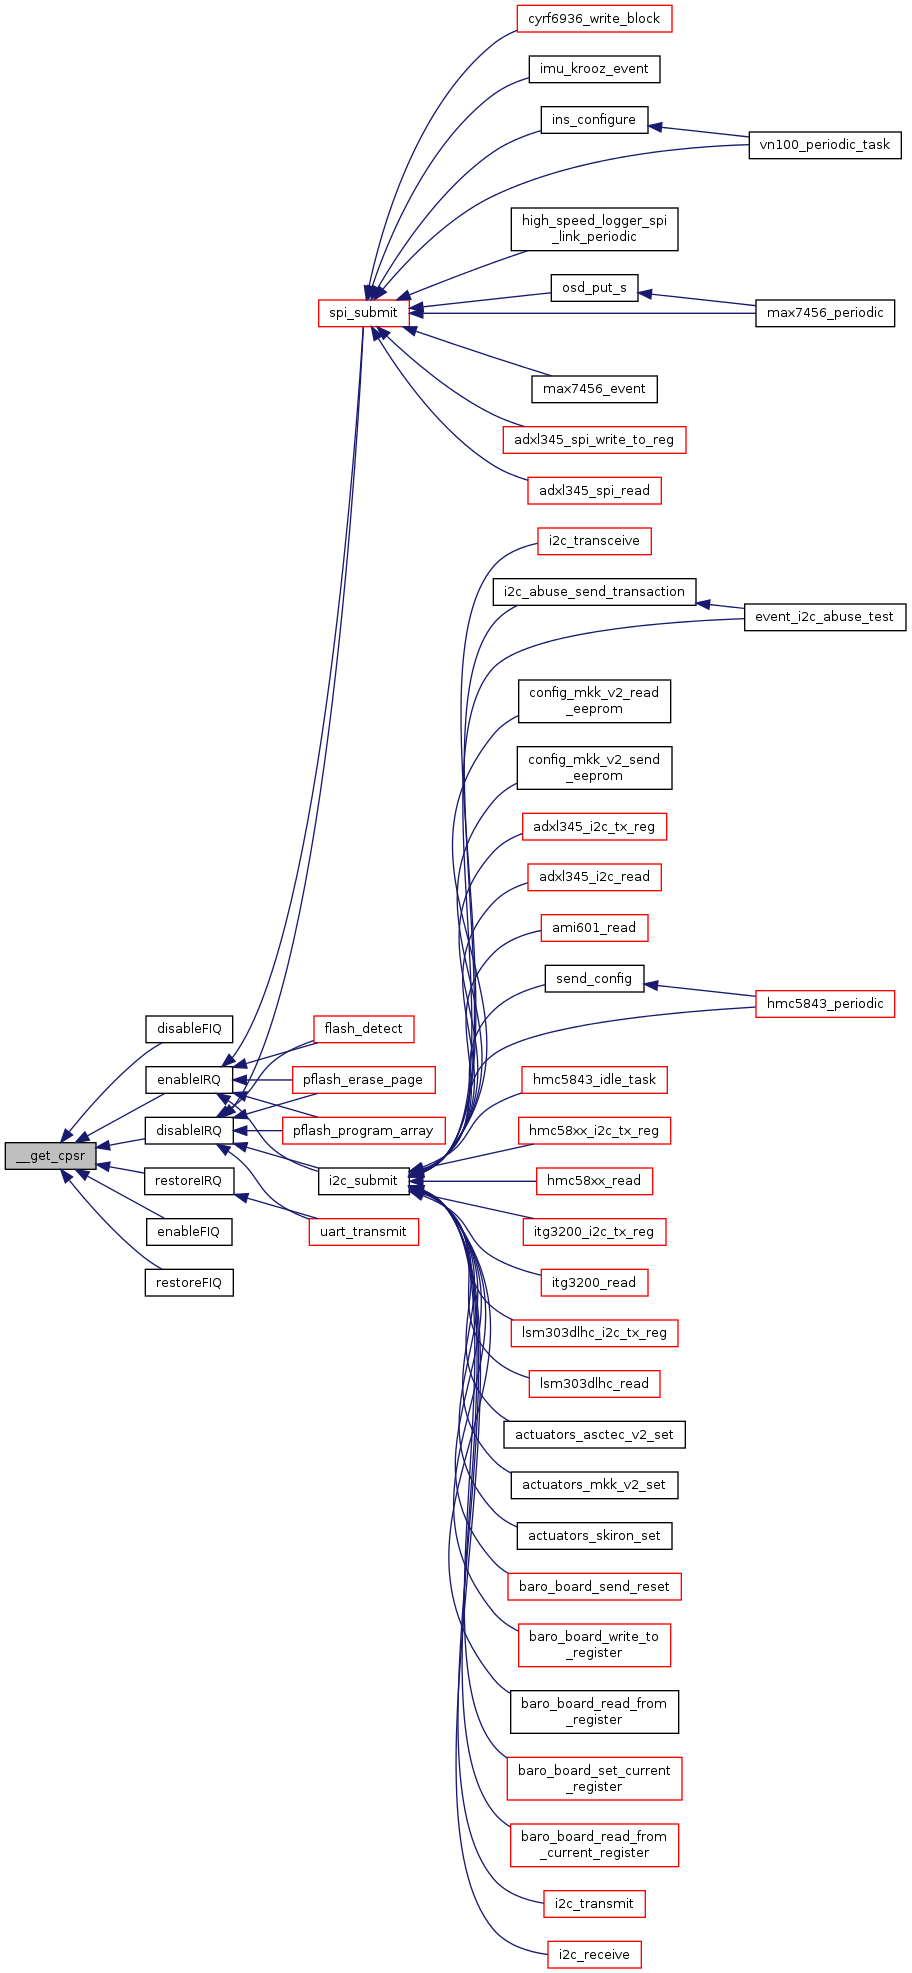 cyrf6936_write_block
imu_krooz_event
ins_configure
vn100_periodic_task
high_speed_logger_spi
_link_periodic
osd_put_s
spi_submit
max7456_periodic
max7456_event
adxl345_spi_write_to_reg
adxl345_spi_read
i2c_transceive
i2c_abuse_send_transaction
event_i2c_abuse_test
config_mkk_v2_read
_eeprom
config_mkk_v2_send
_eeprom
adxl345_i2c_tx_reg
adxl345_i2c_read
ami601_read
send_config
hmc5843_periodic
disableFIQ
flash_detect
enableIRQ
pflash_erase_page
hmc5843_idle_task
disableIRQ
pflash_program_array
hmc58xx_i2c_tx_reg
__get_cpsr
restoreIRQ
i2c_submit
hmc58xx_read
enableFIQ
uart_transmit
itg3200_i2c_tx_reg
restoreFIQ
itg3200_read
lsm303dlhc_i2c_tx_reg
lsm303dlhc_read
actuators_asctec_v2_set
actuators_mkk_v2_set
actuators_skiron_set
baro_board_send_reset
baro_board_write_to
_register
baro_board_read_from
_register
baro_board_set_current
_register
baro_board_read_from
_current_register
i2c_transmit
i2c_receive